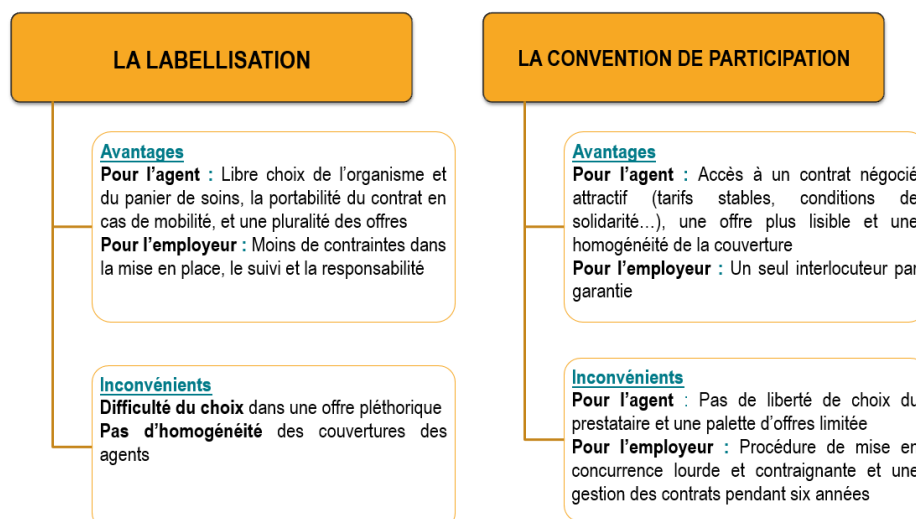 LA LABELLISATION
Avantages
Pour l'agent : Libre choix de l'organisme et
du panier de soins, la portabilité du contrat en
cas de mobilité, et une pluralité des offres
Pour l'employeur : Moins de contraintes dans
la mise en place, le suivi et la responsabilité
Inconvénients
Difficulté du choix dans une offre pléthorique
Pas d'homogénéité des couvertures des
agents
LA CONVENTION DE PARTICIPATION
Avantages
Pour l'agent : Accès à un contrat négocié
attractif (tarifs stables, conditions de
solidarité...), une offre plus lisible et une
homogénéité de la couverture
Pour l'employeur : Un seul interlocuteur par
garantie
Inconvénients
Pour l'agent : Pas de liberté de choix du
prestataire et une palette d'offres limitée
Pour l'employeur : Procédure de mise en
concurrence lourde et contraignante et une
gestion des contrats pendant six années